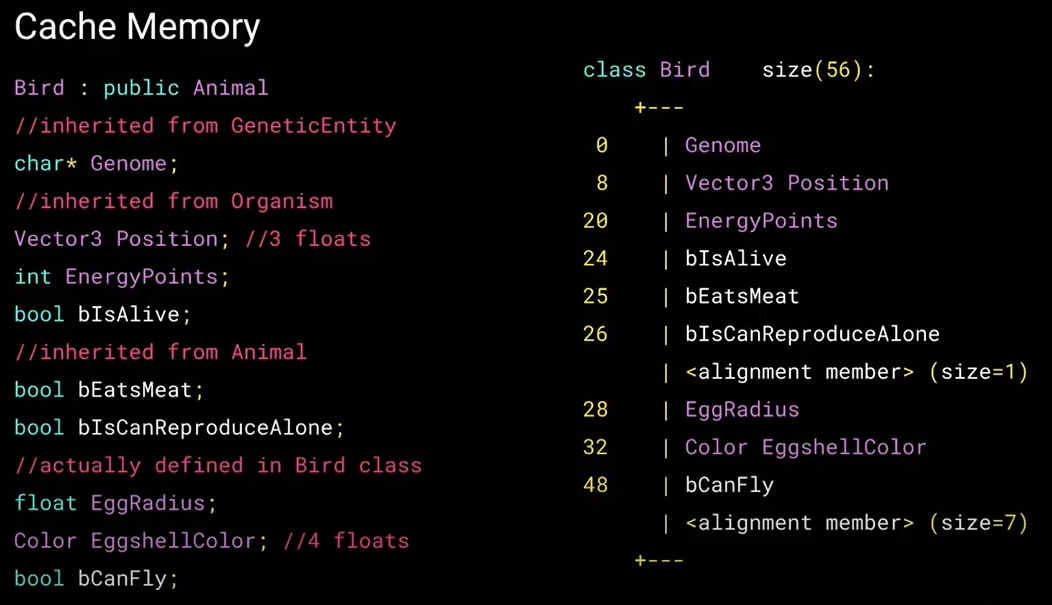 Cache Memory
Bird : public Animal
//inherited from GeneticEntity
char* Genome;
//inherited from Organism
Vector3 Position; //3 floats
int EnergyPoints;
bool bIsAlive;
//inherited from Animal
bool bEatsMeat;
bool bIsCanReproduceAlone;
//actually defined in Bird class
float EggRadius;
Color EggshellColor; //4 floats
bool bCanFly;
class Bird size(56):
+---
0 | Genome
8 | Vector3 Position
20 | EnergyPoints
24 | bIsAlive
25 | bEatsMeat
26 | bIsCanReproduceAlone
| <alignment member> (size=1)
28 | EggRadius
32 | Color EggshellColor
48 | bCanFly
| <alignment member> (size=7)
+---